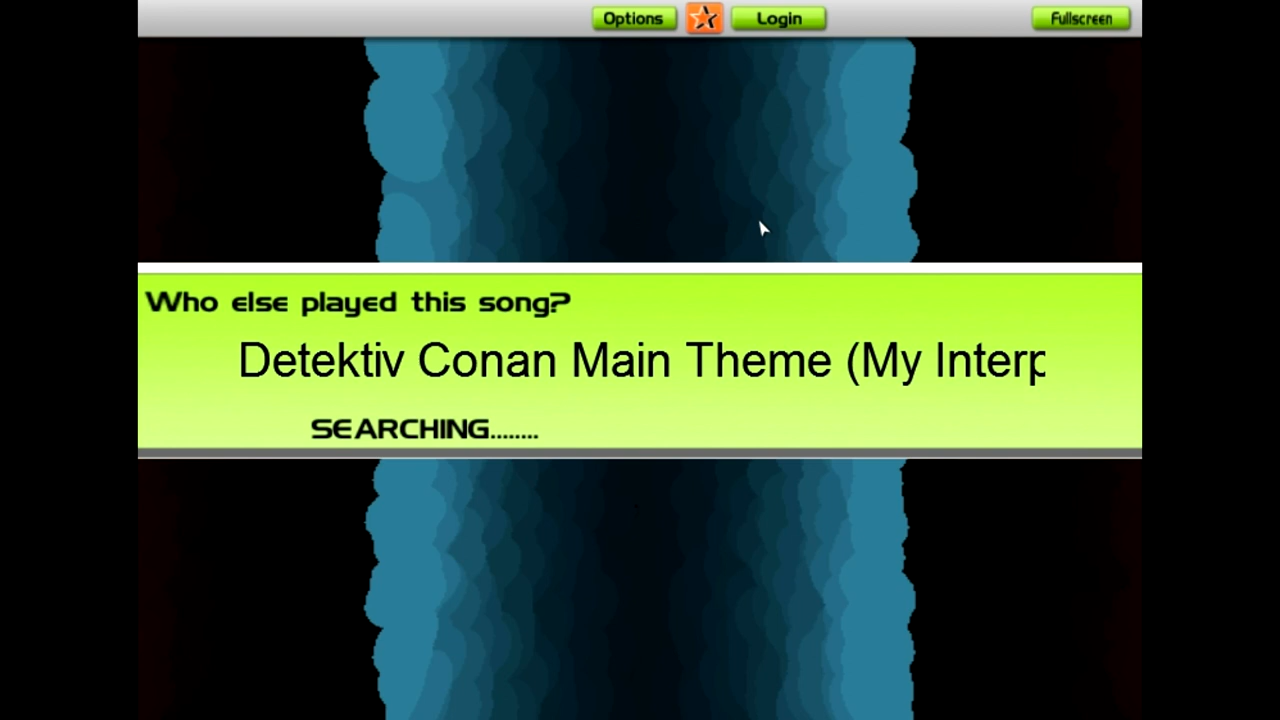 Options
Login
Fullscreen
Who else played this song?
Detektiv Conan Main Theme (My Interp
SEARCHING........